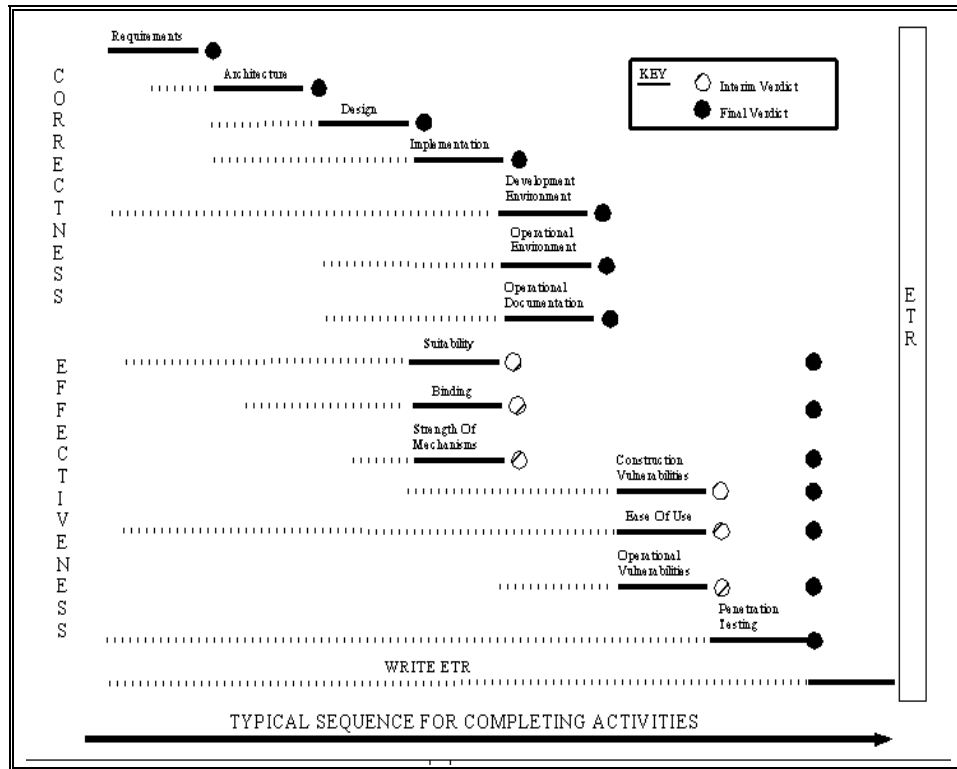 Requirements
Architecture
KEY
Interim Verdict
Final Verdict
Design
Implementation
Development
Environment
Operational
Environment
Operational
Documentation
CORRECTNESS
Suitability
Binding
Strength Of
Mechanisms
Construction
Vulnerabilities
Ease Of Use
Operational
Vulnerabilities
Penetration
Testing
EFFECTIVENESS
ETR
WRITE ETR
TYPICAL SEQUENCE FOR COMPLETING ACTIVITIES